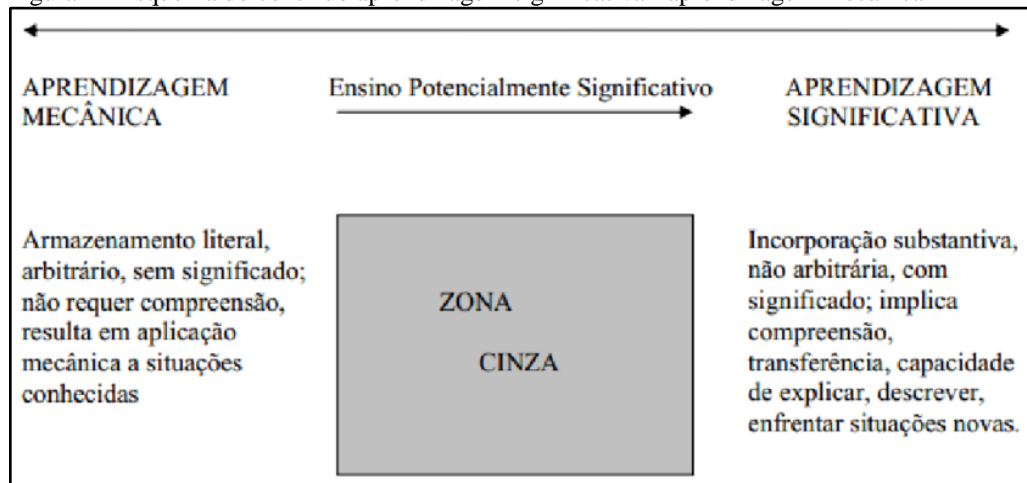 APRENDIZAGEM
MECÂNICA
Ensino Potencialmente Significativo
APRENDIZAGEM
SIGNIFICATIVA
Armazenamento literal,
arbitrário, sem significado;
não requer compreensão,
resulta em aplicação
mecânica a situações
conhecidas
ZONA
CINZA
Incorporação substantiva,
não arbitrária, com
significado; implica
compreensão,
transferência, capacidade
de explicar, descrever,
enfrentar situações novas.